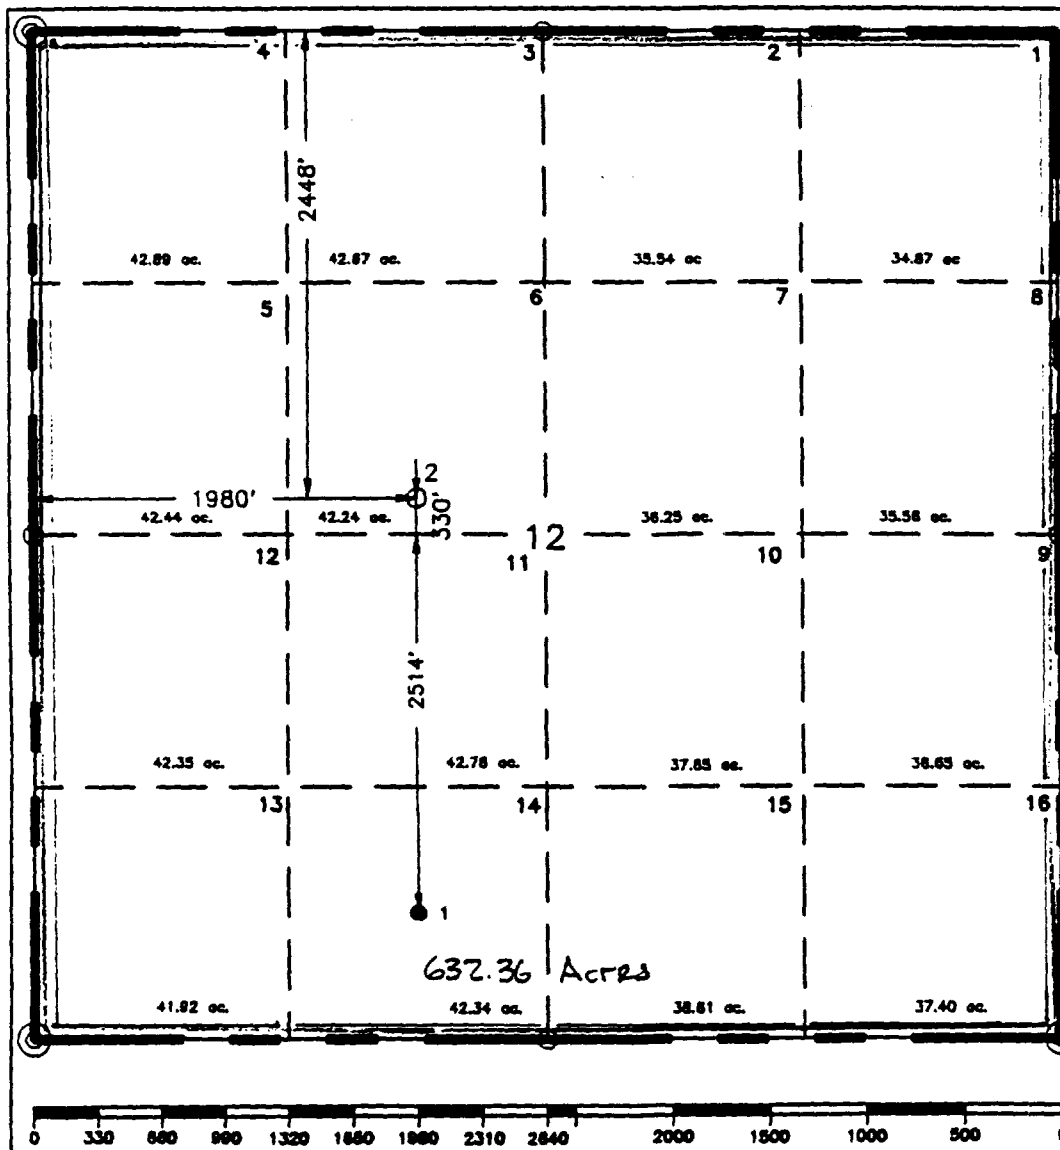 4 3 2 1
2448'
42.89 ac. 42.87 ac. 35.54 ac 34.87 ac.
5 6 7 8
2
1980'
330'
42.44 ac. 42.24 ac. 36.25 ac. 35.58 ac.
12 11 12 10 9
2514'
42.35 ac. 42.78 ac. 37.85 ac. 36.65 ac.
13 14 15 16
1
632.36 Acres
41.92 ac. 42.34 ac. 38.61 ac. 37.40 ac.
0 330 660 990 1320 1650 1980 2310 2640 2000 1500 1000 500